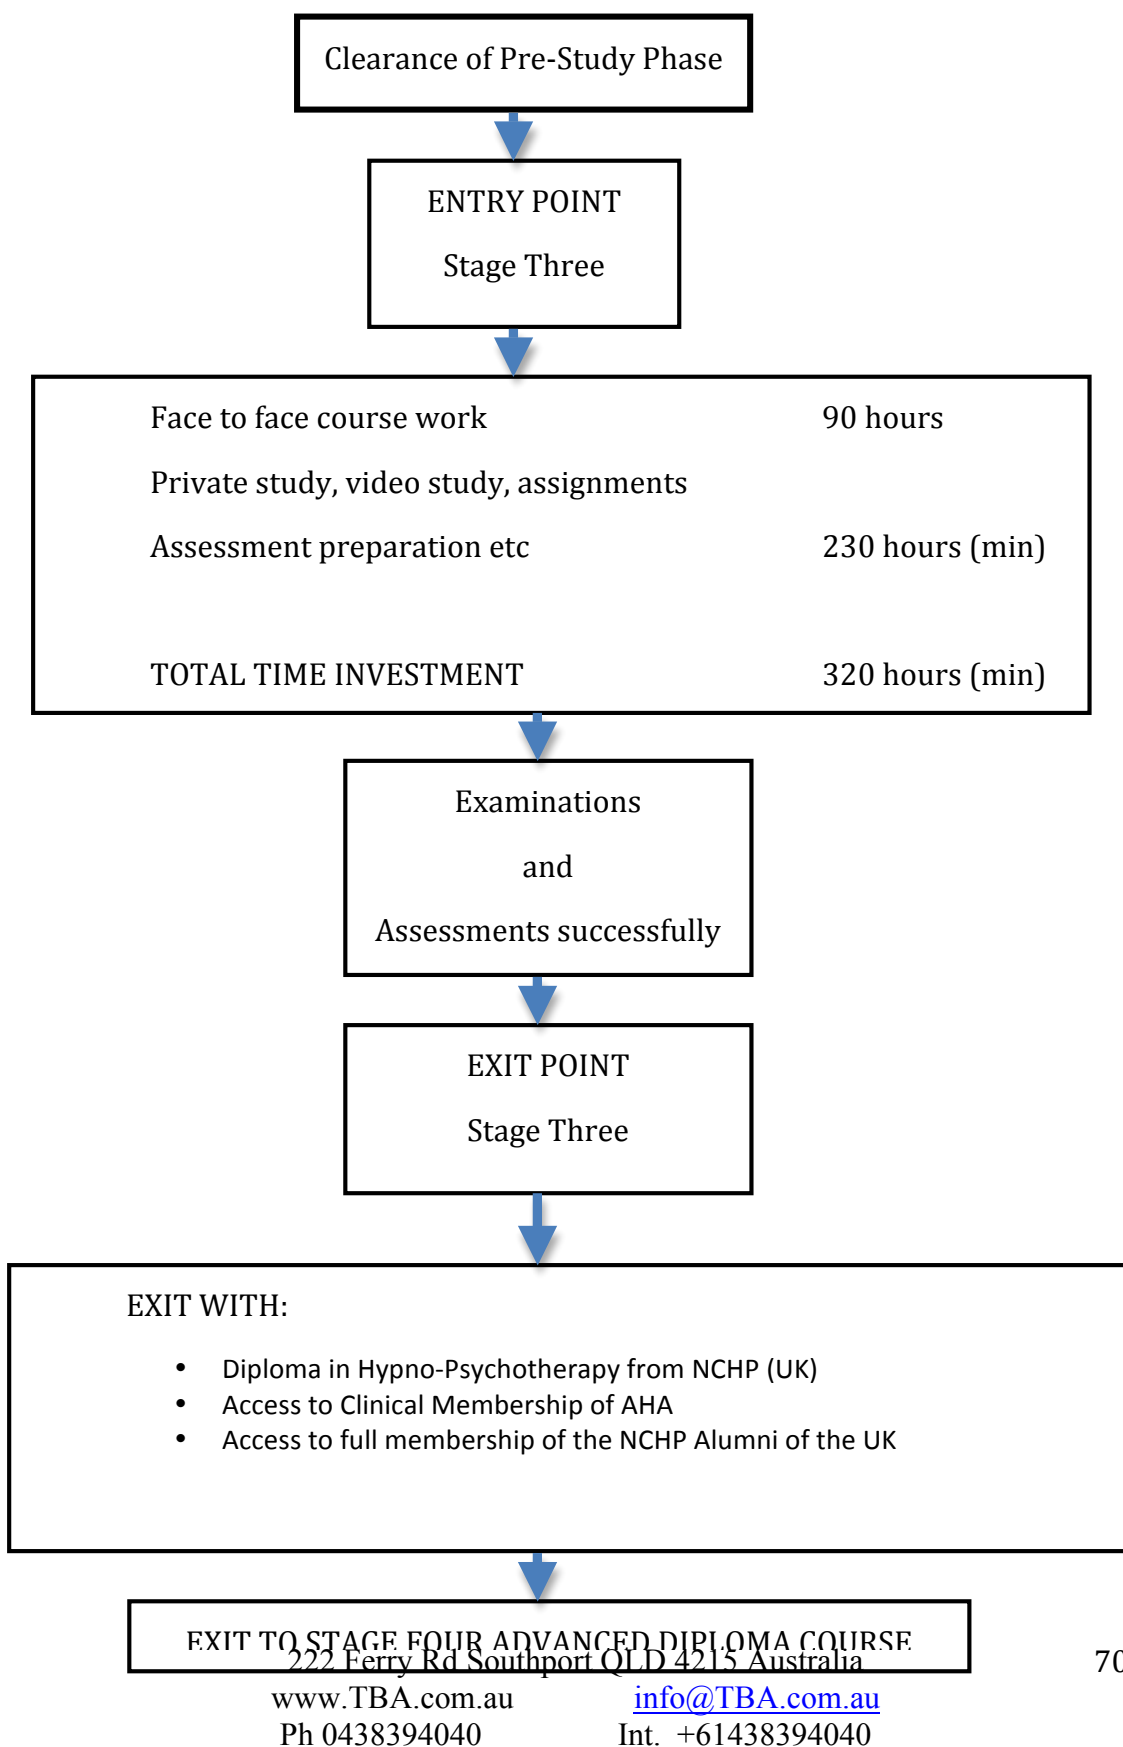 Clearance of Pre-Study Phase
ENTRY POINT
Stage Three
Face to face course work 90 hours
Private study, video study, assignments
Assessment preparation etc 230 hours (min)
TOTAL TIME INVESTMENT 320 hours (min)
Examinations
and
Assessments successfully
EXIT POINT
Stage Three
EXIT WITH:
• Diploma in Hypno-Psychotherapy from NCHP (UK)
• Access to Clinical Membership of AHA
• Access to full membership of the NCHP Alumni of the UK
EXIT TO STAGE FOUR ADVANCED DIPLOMA COURSE
222 Ferry Rd Southport QLD 4215 Australia 70
www.TBA.com.au info@TBA.com.au
Ph 0438394040 Int. +61438394040